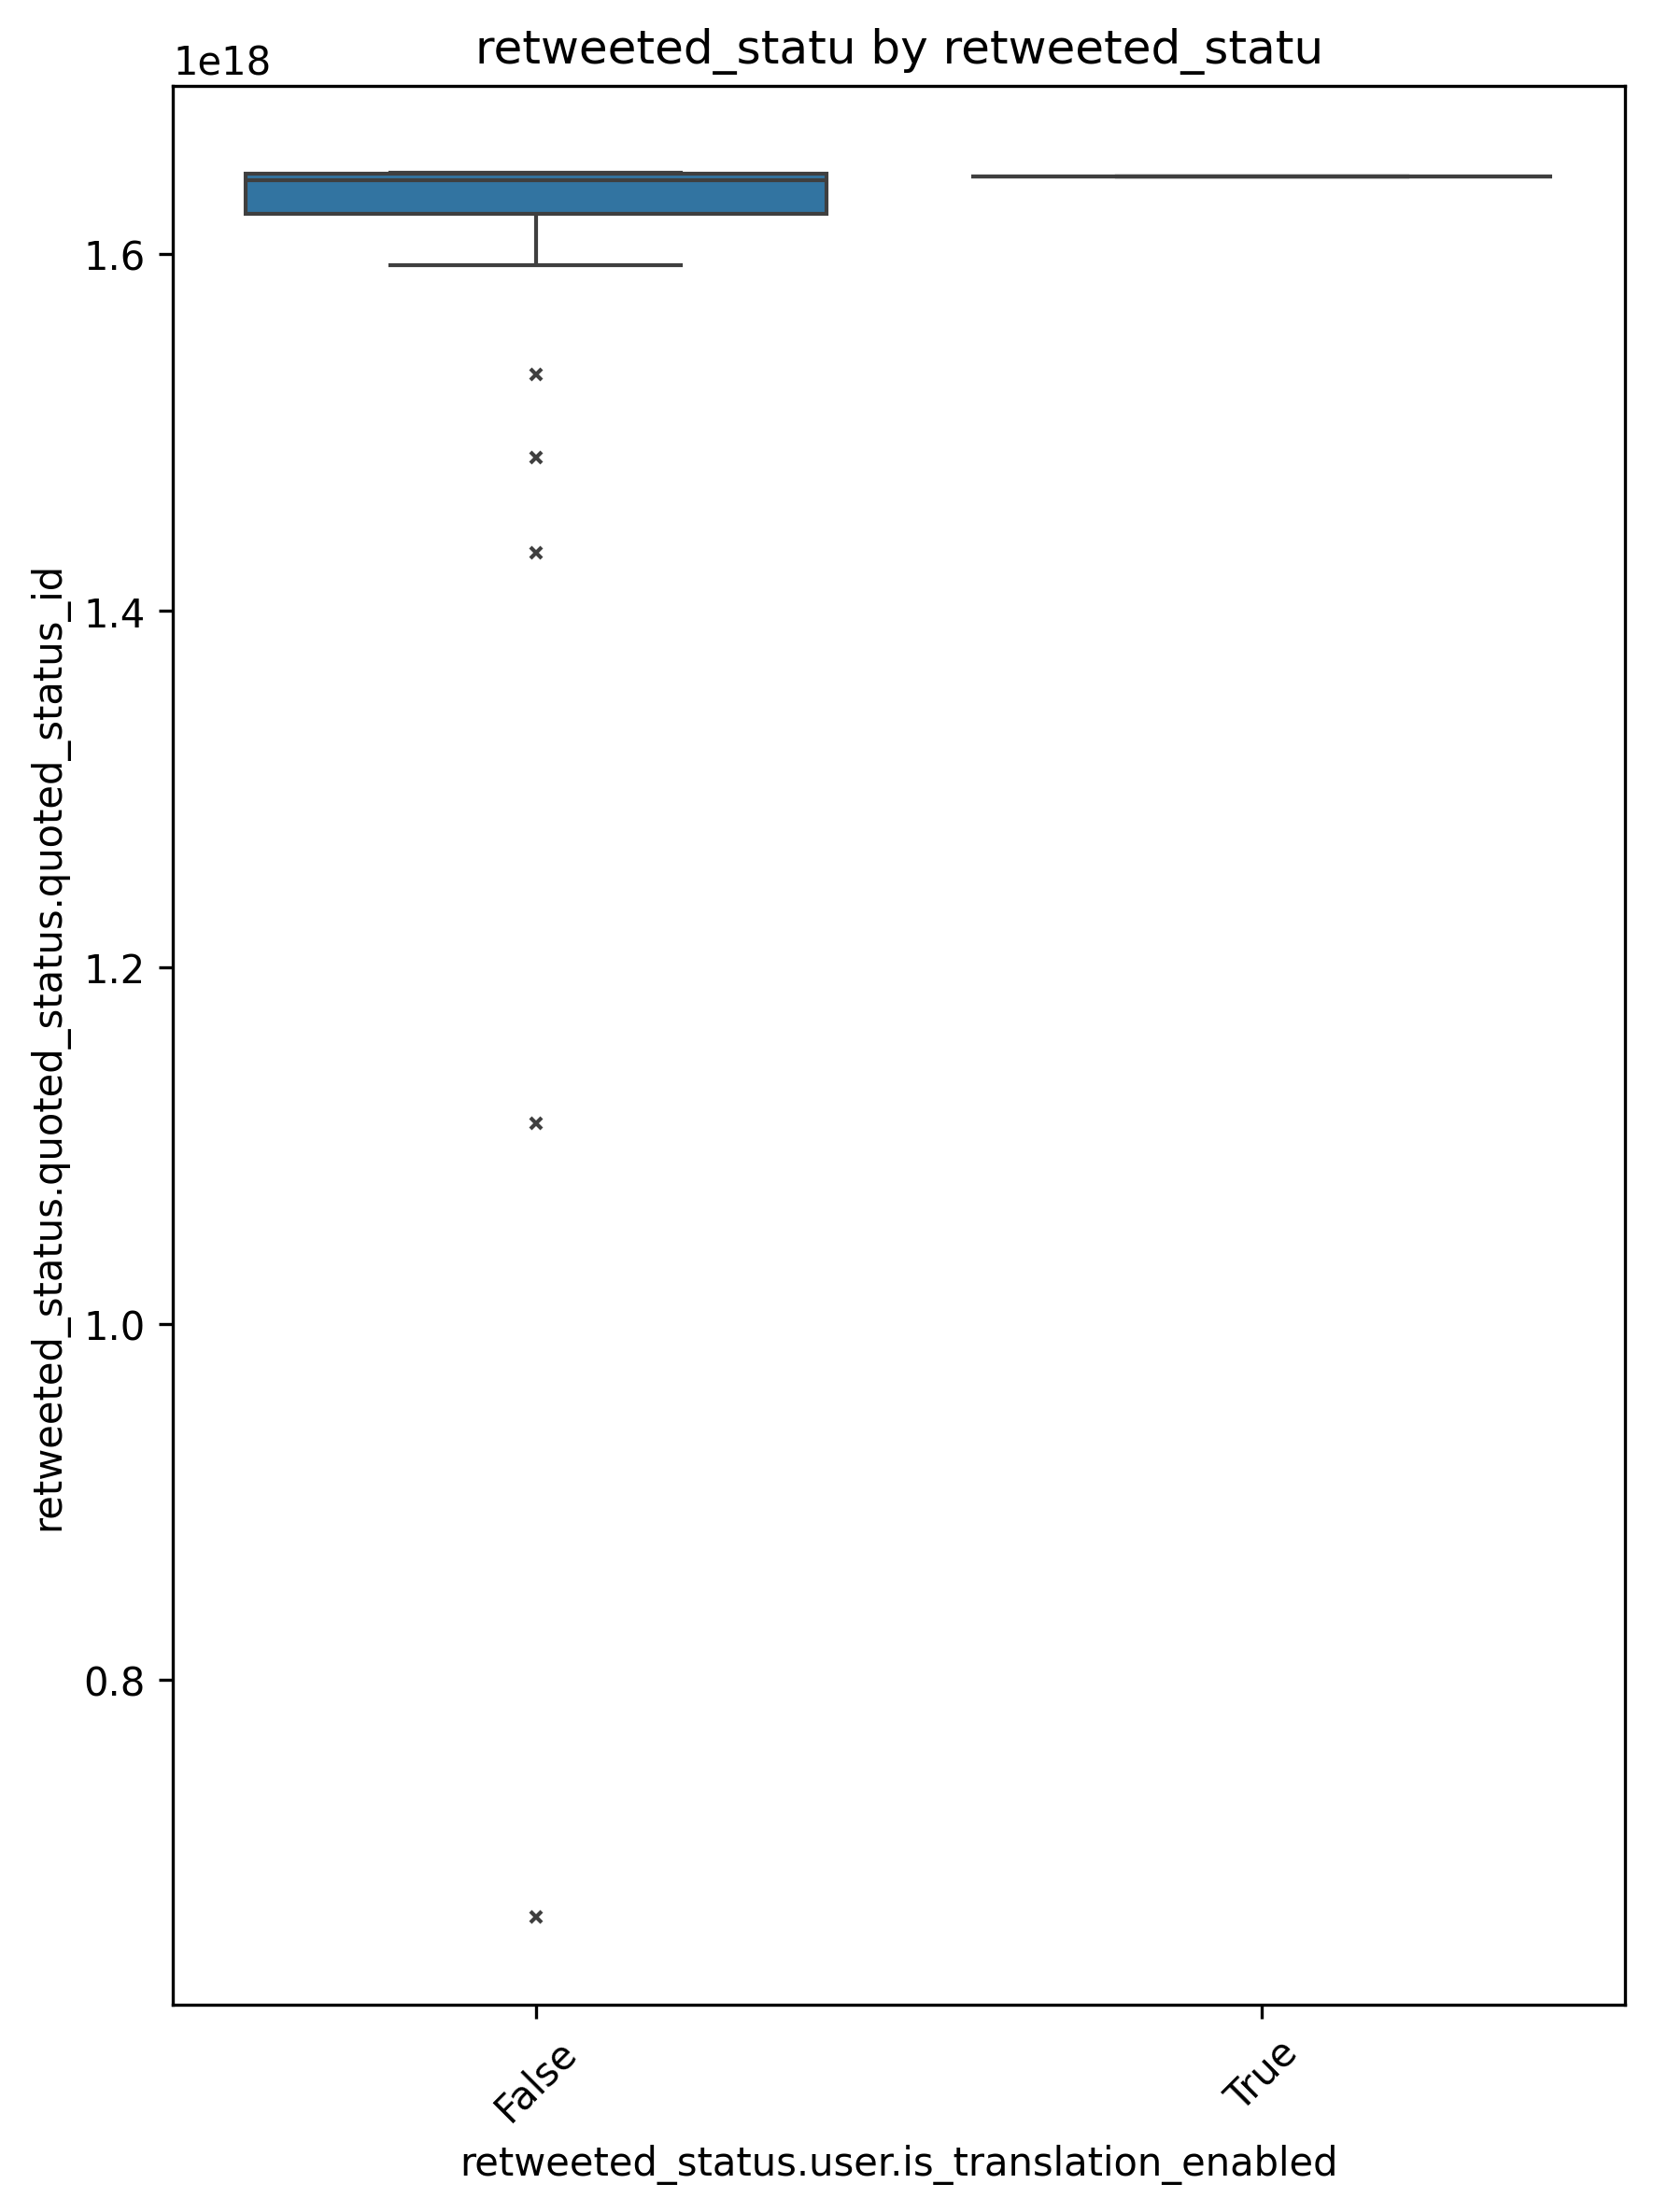 retweeted_statu by retweeted_statu
1e18
retweeted_status.quoted_status.quoted_status_id
1.6
1.4
1.2
1.0
0.8
False
True
retweeted_status.user.is_translation_enabled